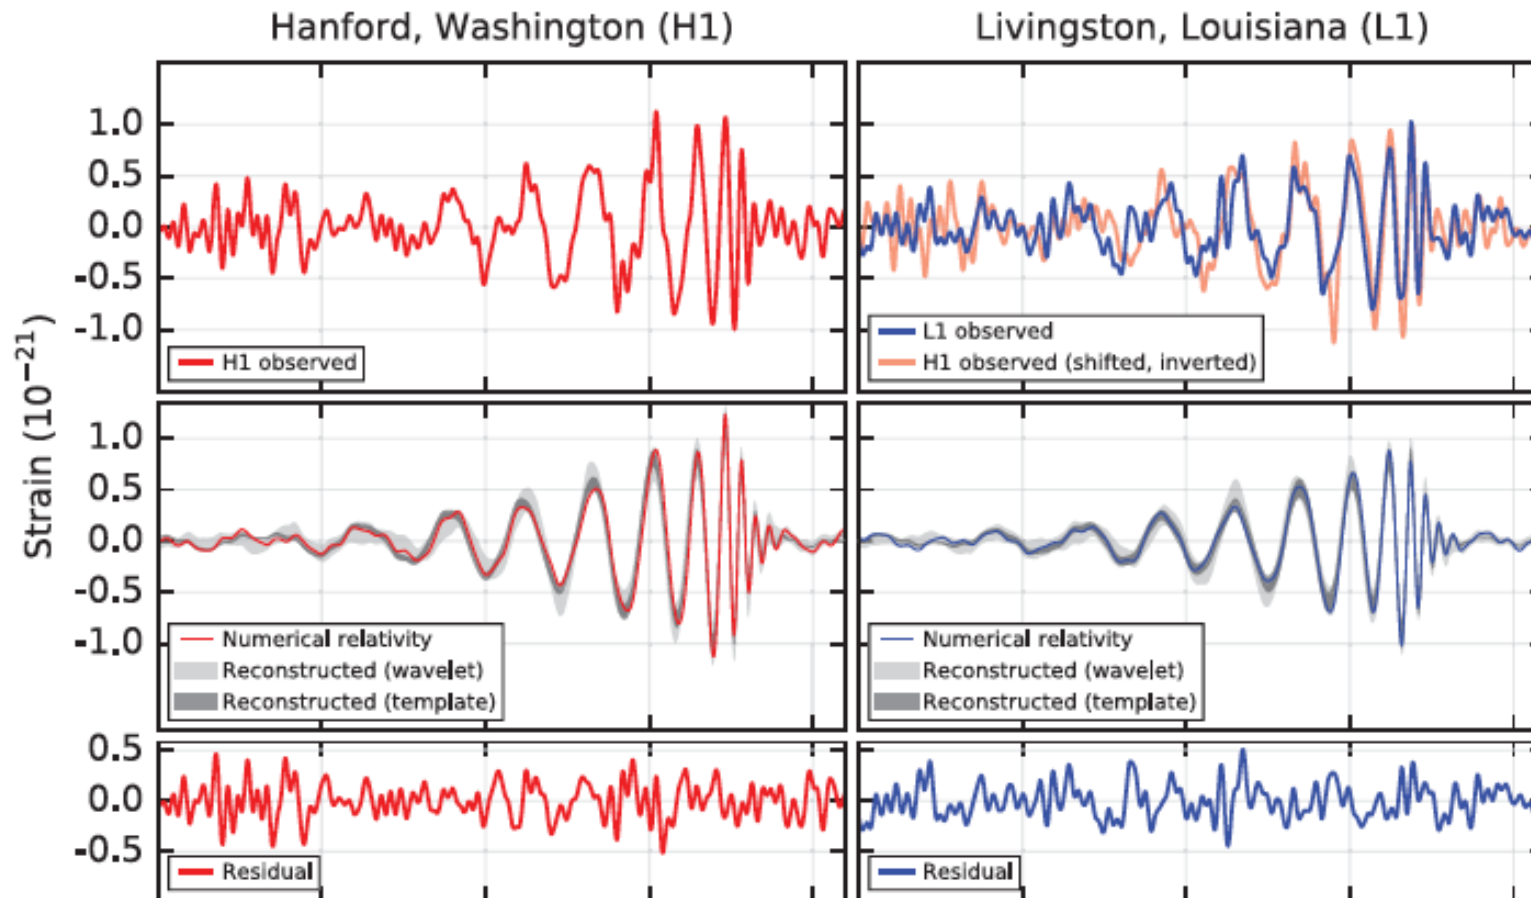 Hanford, Washington (H1)
Livingston, Louisiana (L1)
Strain (10⁻²¹)
1.0
0.5
0.0
-0.5
-1.0
H1 observed
L1 observed
H1 observed (shifted, inverted)
1.0
0.5
0.0
-0.5
-1.0
Numerical relativity
Reconstructed (wavelet)
Reconstructed (template)
Numerical relativity
Reconstructed (wavelet)
Reconstructed (template)
0.5
0.0
-0.5
Residual
Residual